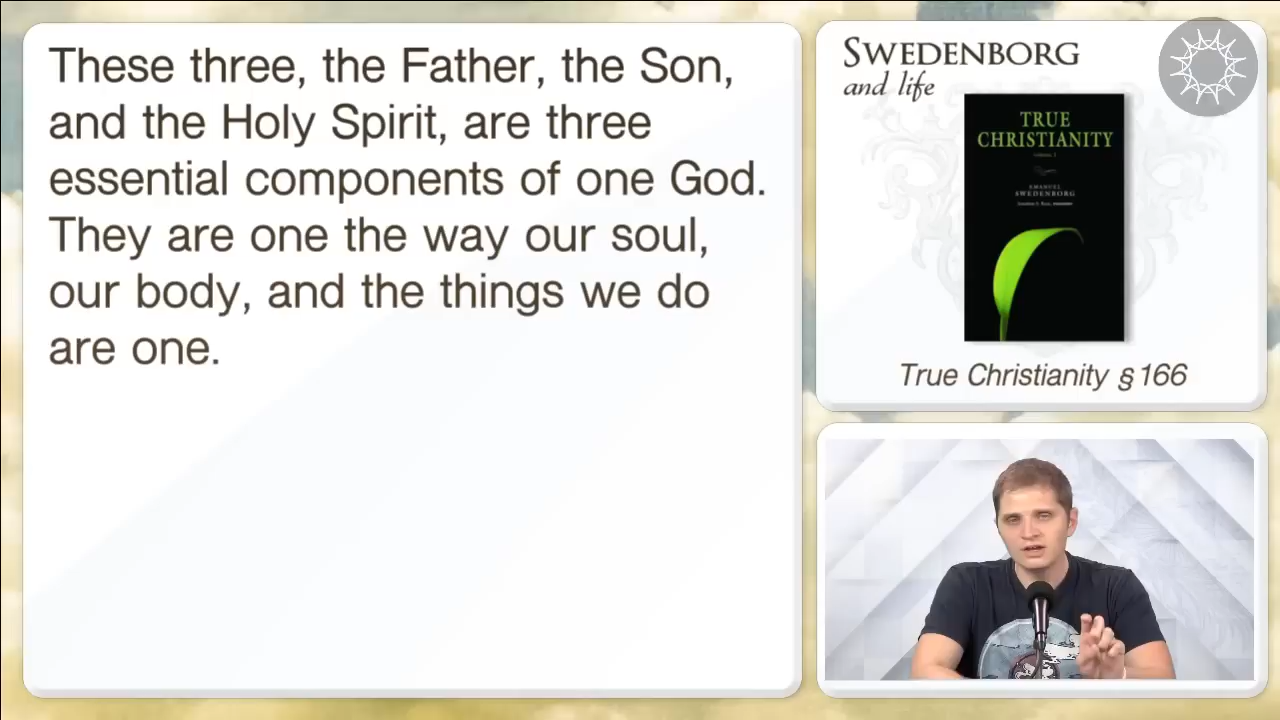 These three, the Father, the Son,
and the Holy Spirit, are three
essential components of one God.
They are one the way our soul,
our body, and the things we do
are one.
SWEDENBORG
and life
TRUE
CHRISTIANITY
EMANUEL
SWEDENBORG
True Christianity § 166